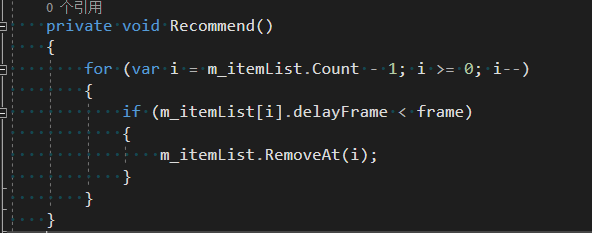 0 个引用
private void Recommend()
{
for (var i = m_itemList.Count - 1; i >= 0; i--)
{
if (m_itemList[i].delayFrame < frame)
{
m_itemList.RemoveAt(i);
}
}
}